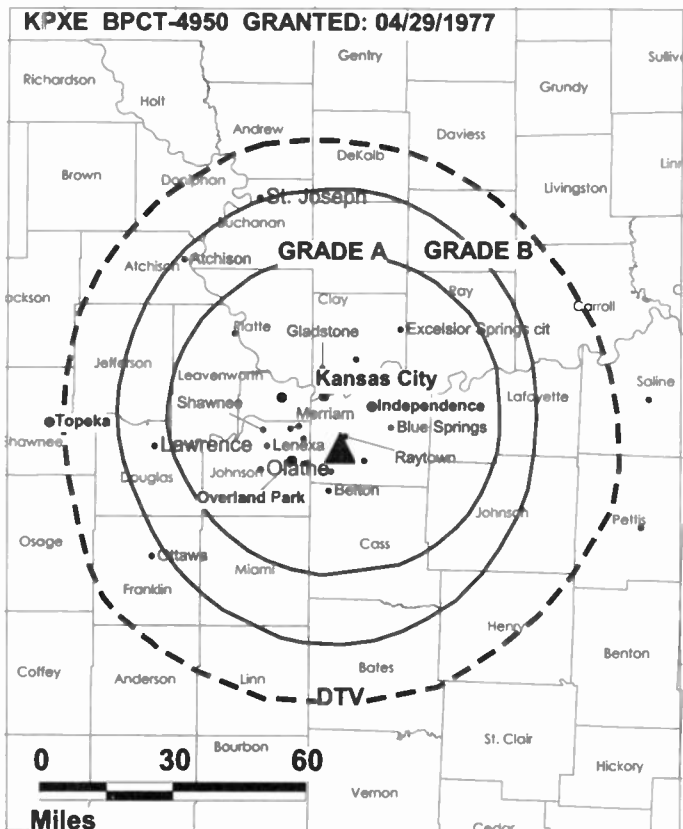 KPXE BPCT-4950 GRANTED: 04/29/1977
Gentry
Richardson
Holt
Grundy
Andrew
Daviess
DeKalb
Brown
Doniphan
Livingston
St. Joseph
Buchanan
GRADE A GRADE B
Atchison
Atchison
Clay
Ray
Carroll
Platte
Gladstone
Excelsior Springs cit
Jefferson
Leavenworth
Kansas City
Saline
Shawnee
Merriam
Independence
Lafayette
Topeka
Blue Springs
Lawrence
Lenexa
Raytown
Johnson
Olathe
Douglas
Overland Park
Belton
Johnson
Pettis
Osage
Cass
Ottawa
Miami
Franklin
Henry
Benton
Coffey
Anderson
Linn
Bates
DTV
St. Clair
Bourbon
0 30 60
Hickory
Vernon
Miles
Cedar